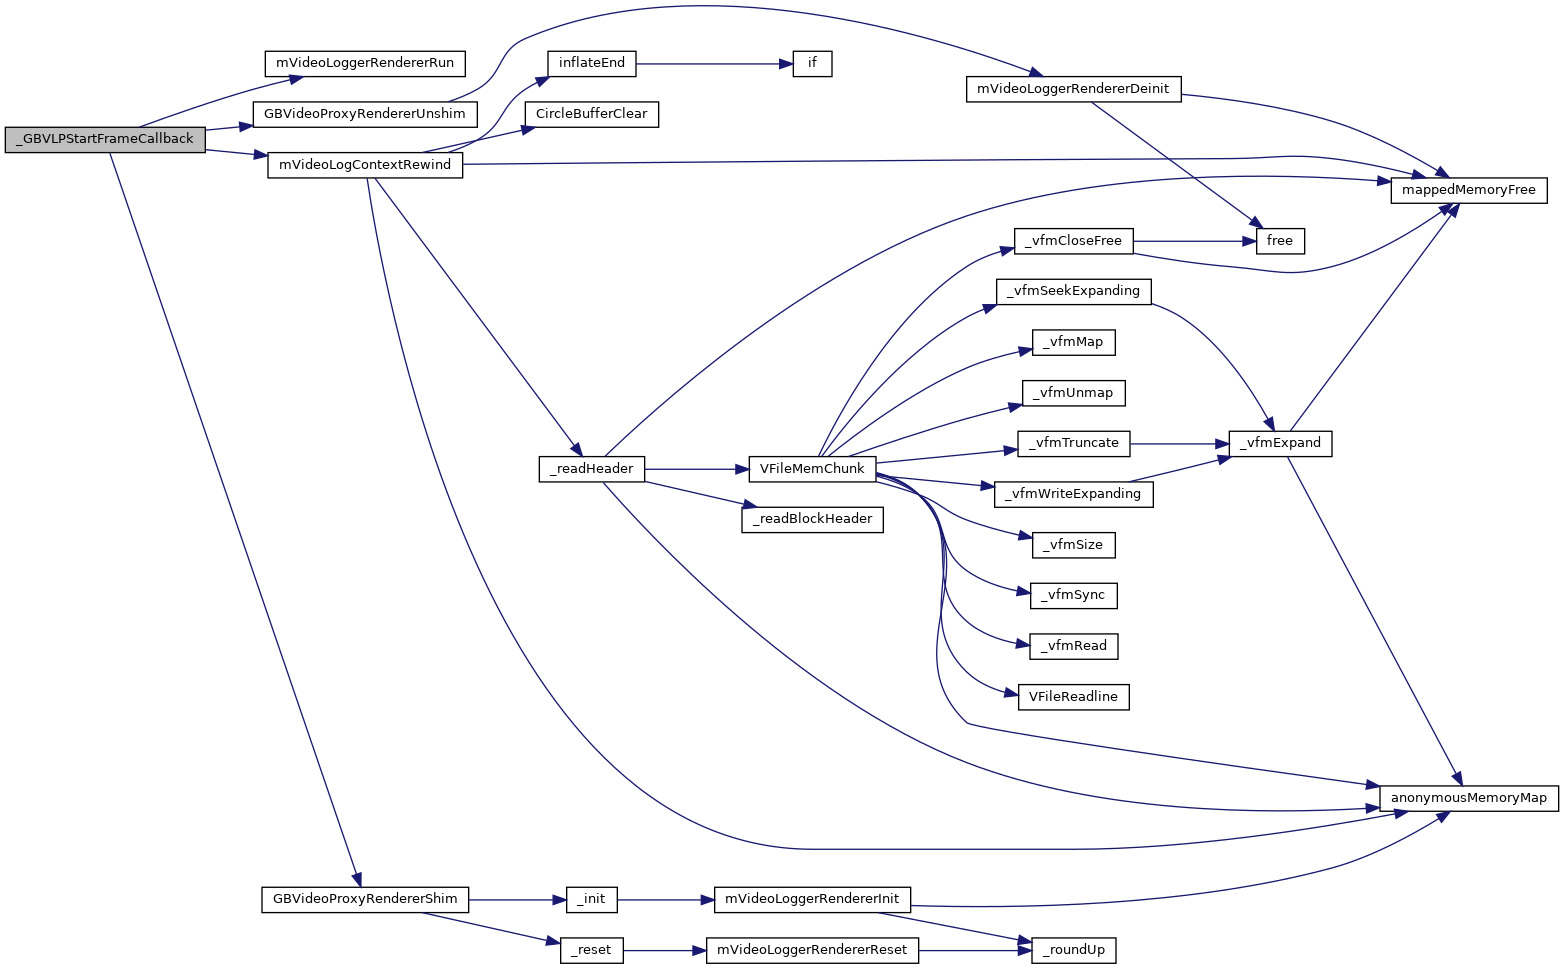 _GBVLPStartFrameCallback
mVideoLoggerRendererRun
GBVideoProxyRendererUnshim
mVideoLogContextRewind
GBVideoProxyRendererShim
inflateEnd
CircleBufferClear
_readHeader
_init
_reset
if
VFileMemChunk
_readBlockHeader
mVideoLoggerRendererInit
mVideoLoggerRendererReset
mVideoLoggerRendererDeinit
_vfmCloseFree
_vfmSeekExpanding
_vfmMap
_vfmUnmap
_vfmTruncate
_vfmWriteExpanding
_vfmSize
_vfmSync
_vfmRead
VFileReadline
_roundUp
free
_vfmExpand
mappedMemoryFree
anonymousMemoryMap